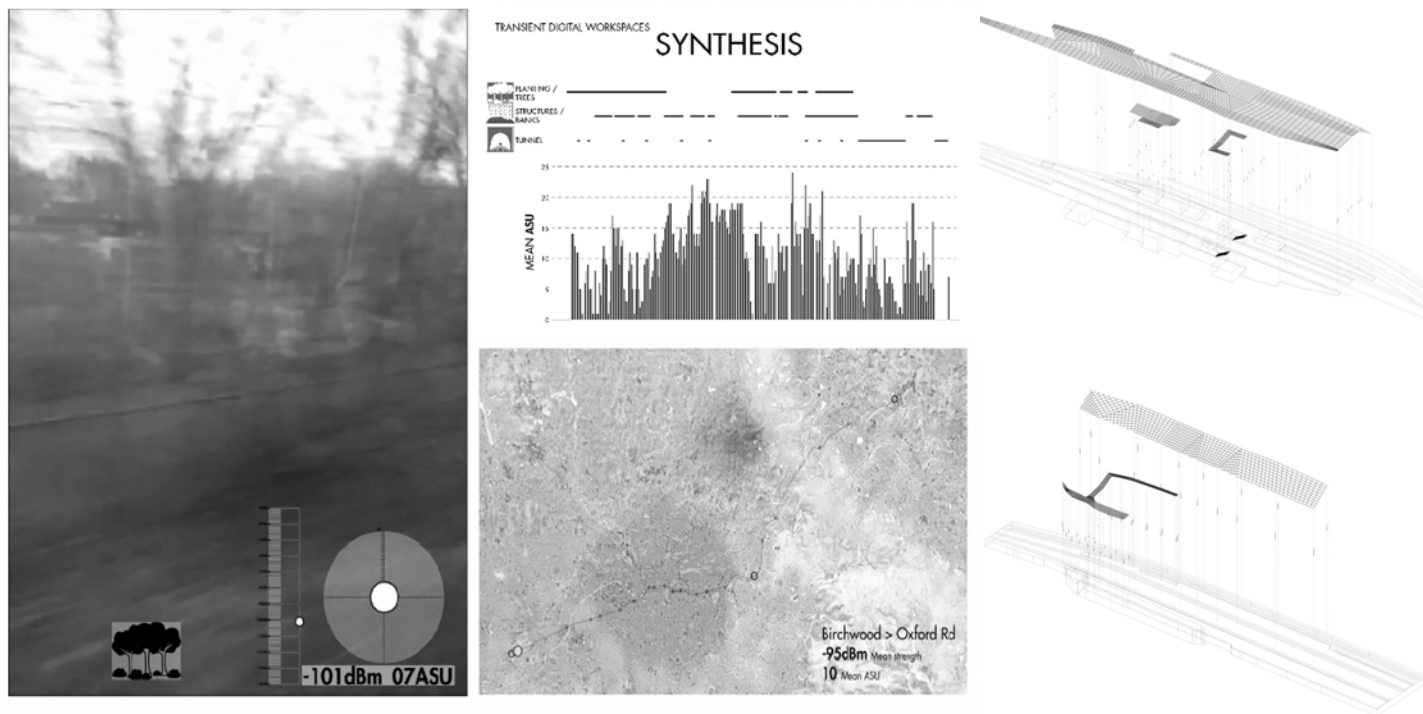 TRANSIENT DIGITAL WORKSPACES
SYNTHESIS
PLANTING /
TREES
STRUCTURES /
BANKS
TUNNEL
25
20
15
10
5
0
MEAN ASU
-101dBm 07ASU
Birchwood > Oxford Rd
-95dBm Mean strength
10 Mean ASU